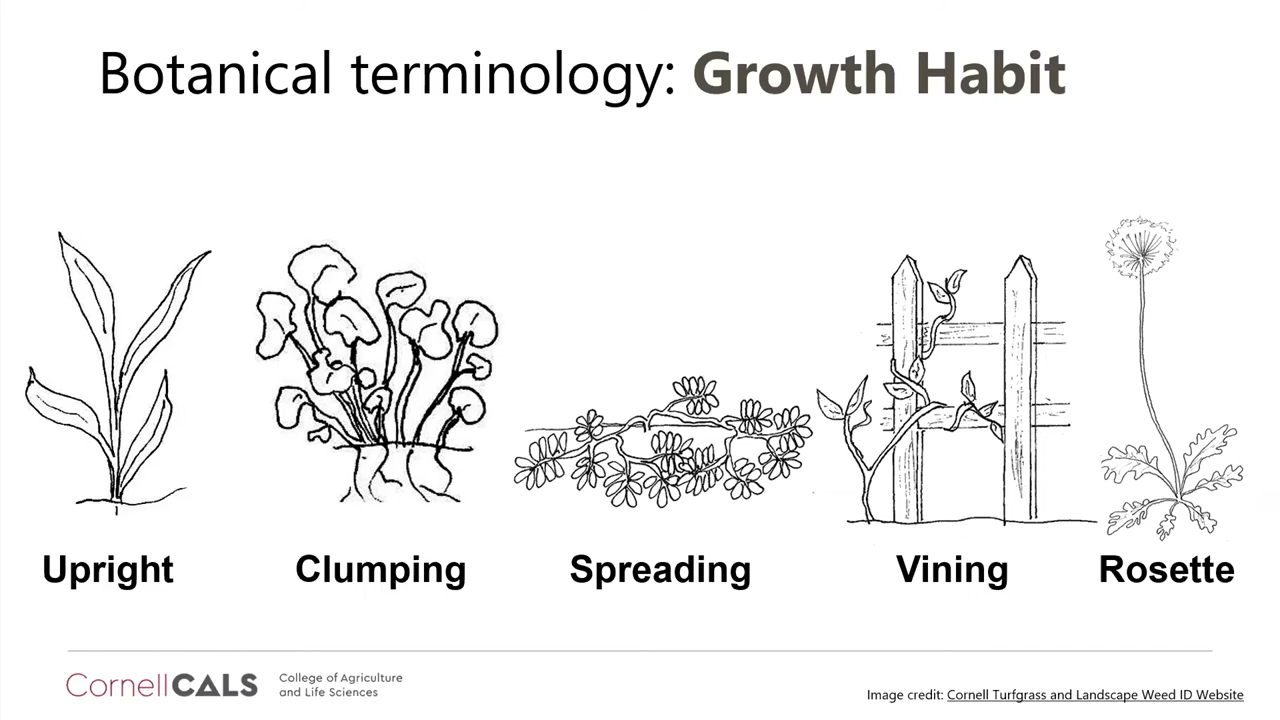 Botanical terminology: Growth Habit
Upright
Clumping
Spreading
Vining
Rosette
CornellCALS
College of Agriculture
and Life Sciences
Image credit: Cornell Turfgrass and Landscape Weed ID Website